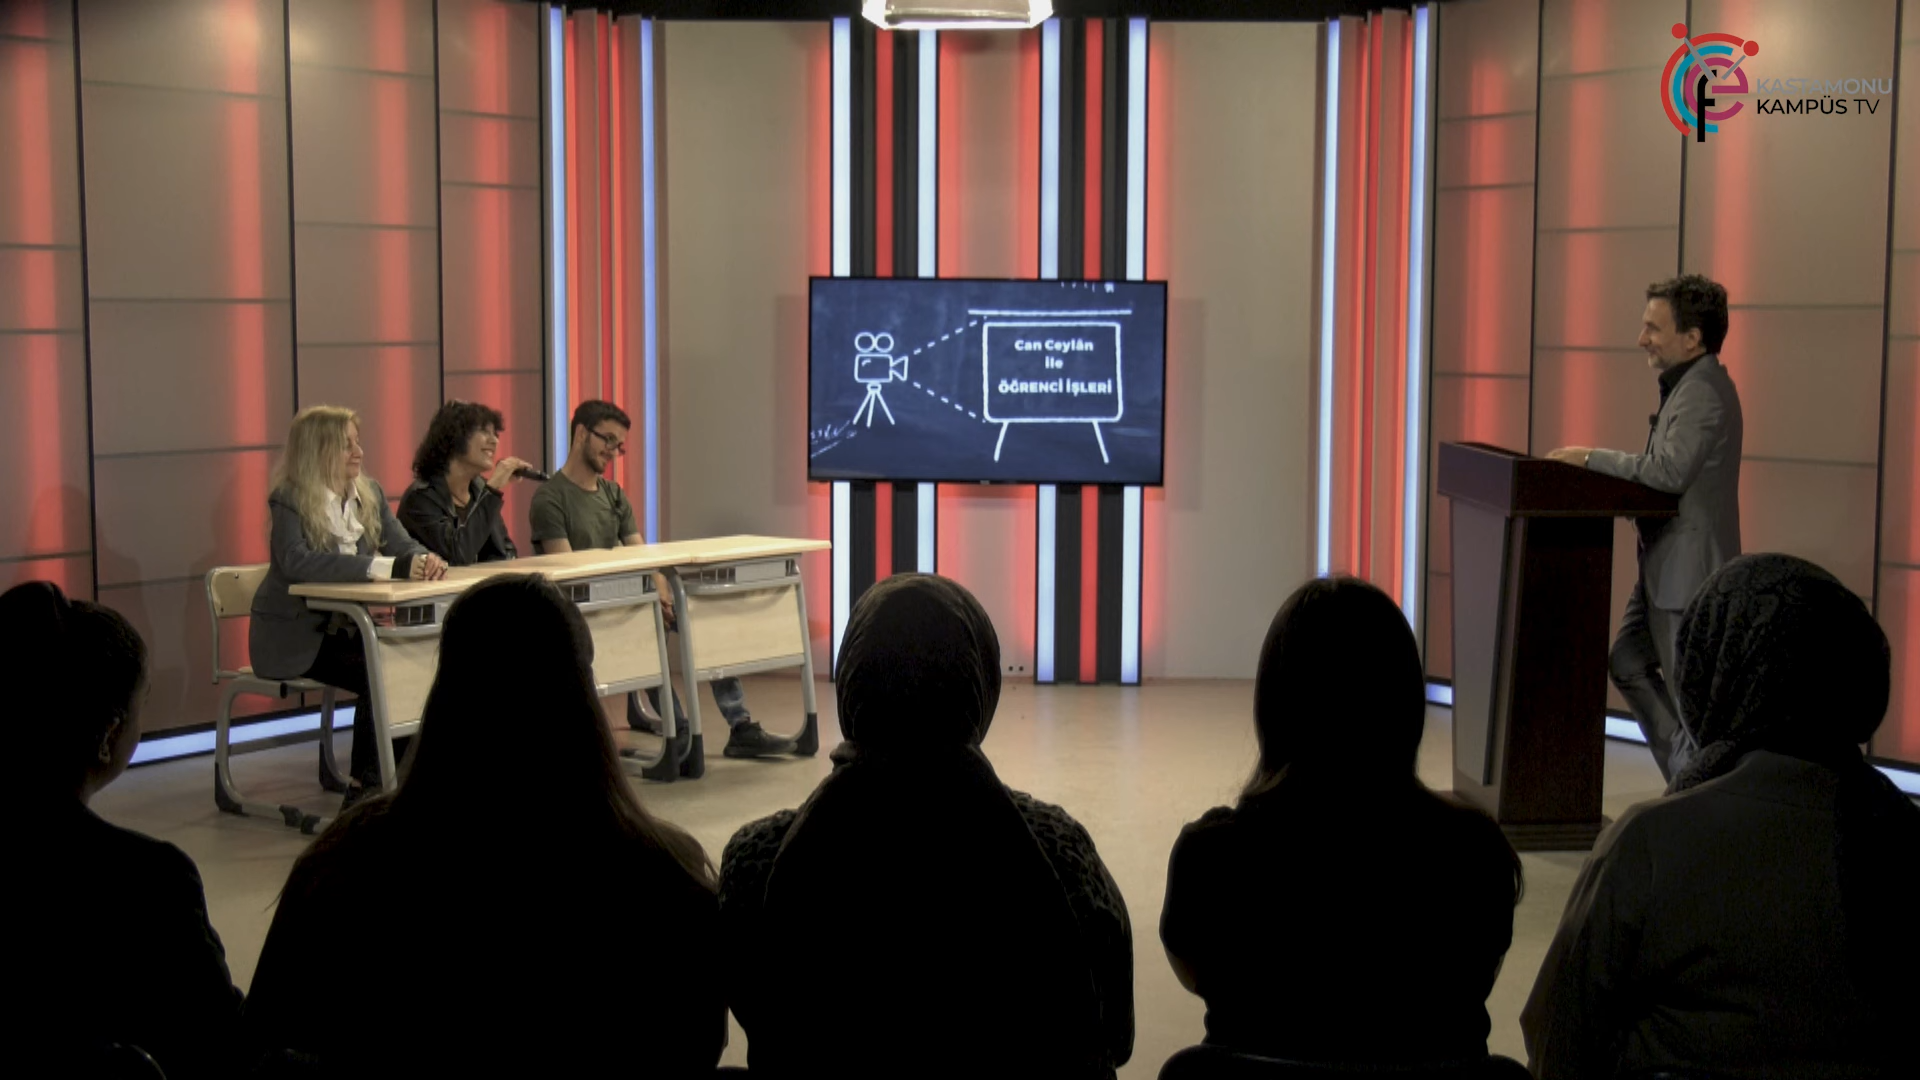 KASTAMONU
KAMPÜS TV
Can Ceylân
ile
ÖĞRENCİ İŞLERİ